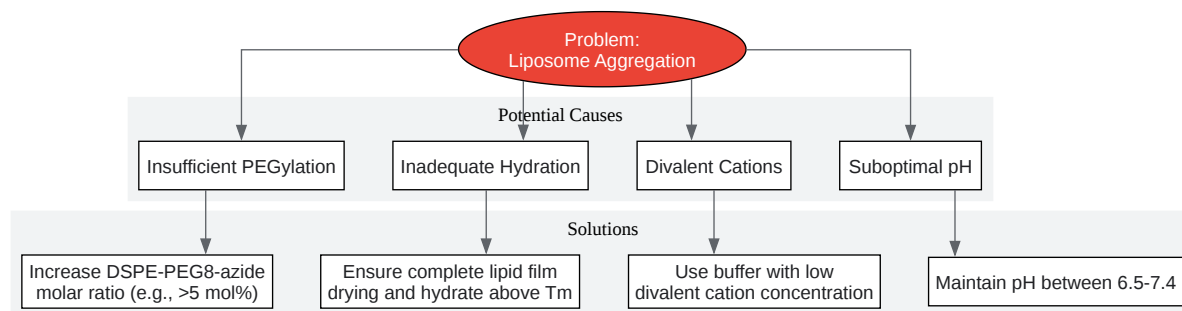 Problem:
Liposome Aggregation
Potential Causes
Insufficient PEGylation
Inadequate Hydration
Divalent Cations
Suboptimal pH
Solutions
Increase DSPE-PEG8-azide
molar ratio (e.g., >5 mol%)
Ensure complete lipid film
drying and hydrate above Tm
Use buffer with low
divalent cation concentration
Maintain pH between 6.5-7.4